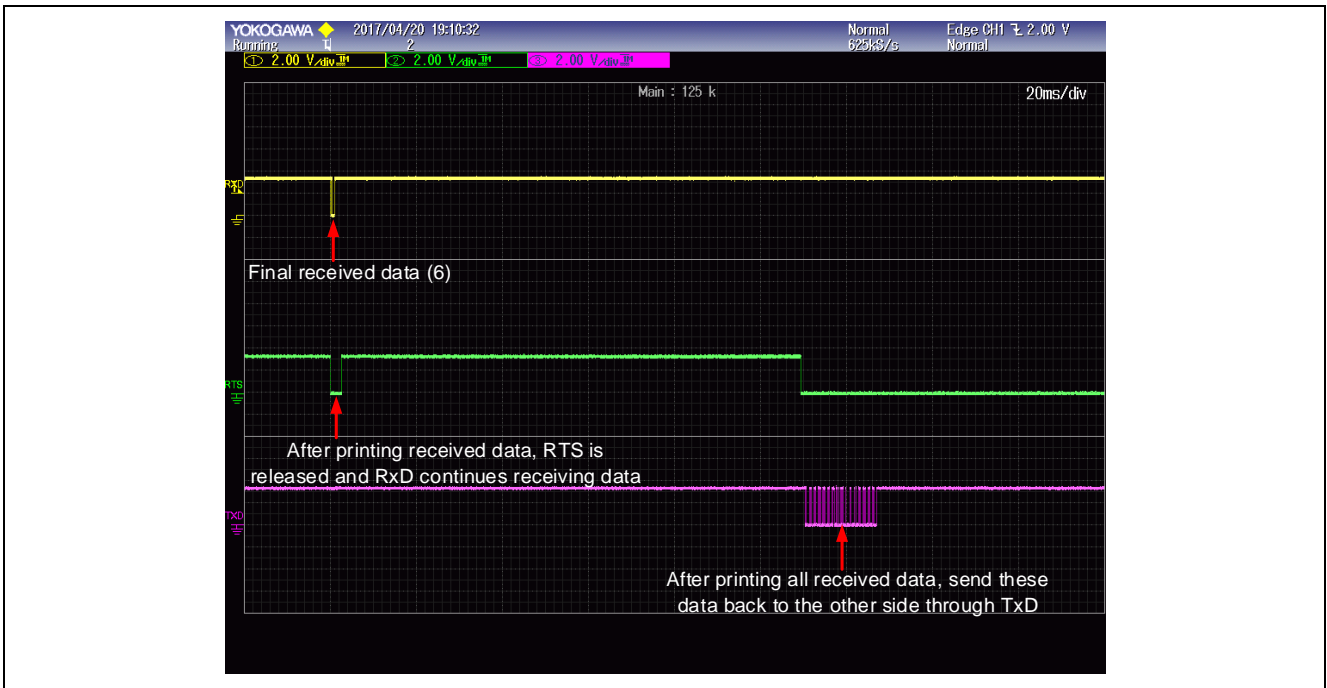 YOKOGAWA 2017/04/20 19:10:32 Normal Edge CH1 2.00 V
Running 2 625kS/s Normal
1 2.00 V/div 2 2.00 V/div 3 2.00 V/div
Main : 125 k 20ms/div
RXD
Final received data (6)
RTS
After printing received data, RTS is
released and RxD continues receiving data
TXD
After printing all received data, send these
data back to the other side through TxD